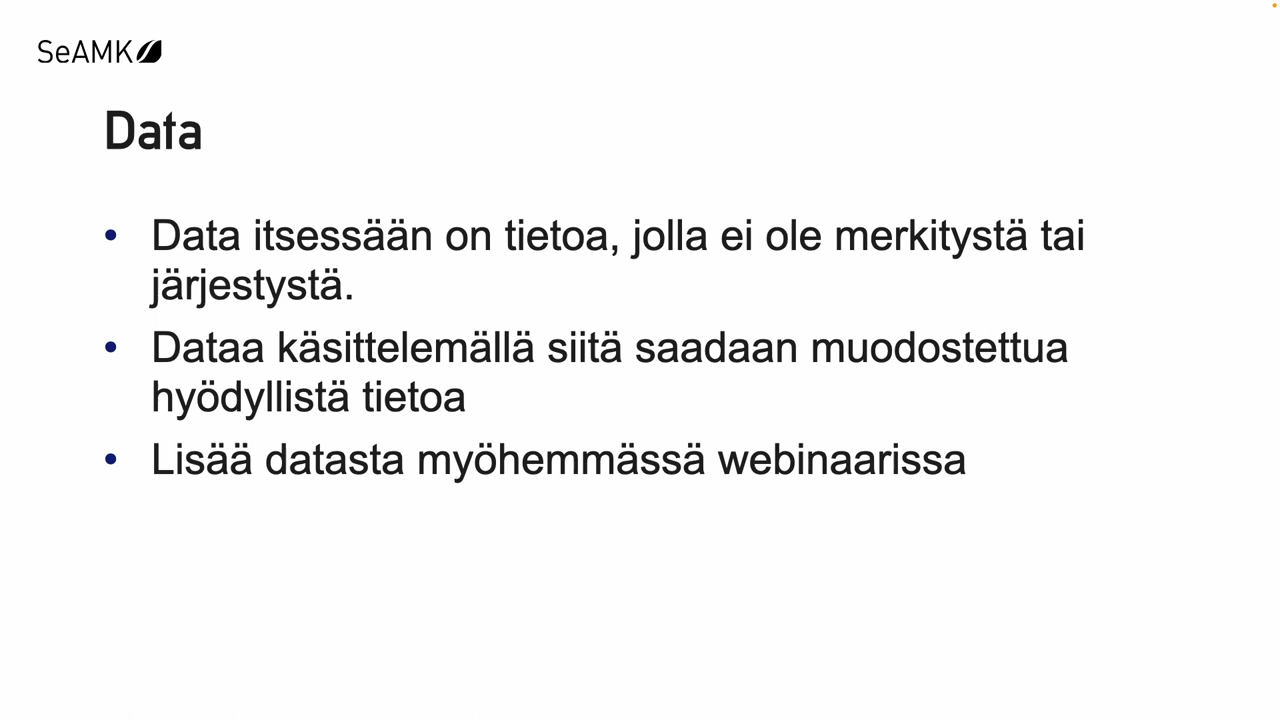 SeAMK
Data
• Data itsessään on tietoa, jolla ei ole merkitystä tai
järjestystä.
• Dataa käsittelemällä siitä saadaan muodostettua
hyödyllistä tietoa
• Lisää datasta myöhemmässä webinaarissa